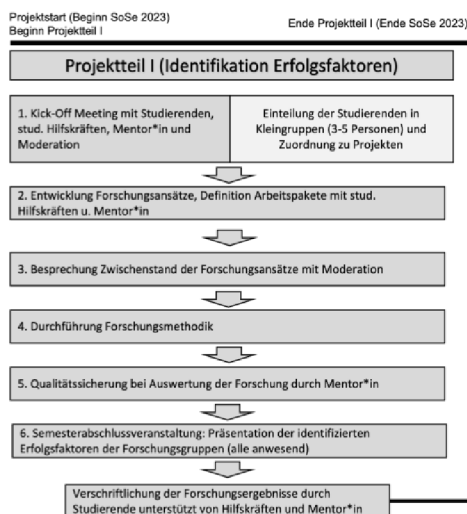 Projektstart (Beginn SoSe 2023)
Beginn Projektteil I
Ende Projektteil I (Ende SoSe 2023)
Projektteil I (Identifikation Erfolgsfaktoren)
1. Kick-Off Meeting mit Studierenden,
stud. Hilfskräften, Mentor*in und
Moderation
Einteilung der Studierenden in
Kleingruppen (3-5 Personen) und
Zuordnung zu Projekten
2. Entwicklung Forschungsansätze, Definition Arbeitspakete mit stud.
Hilfskräften u. Mentor*in
3. Besprechung Zwischenstand der Forschungsansätze mit Moderation
4. Durchführung Forschungsmethodik
5. Qualitätssicherung bei Auswertung der Forschung durch Mentor*in
6. Semesterabschlussveranstaltung: Präsentation der identifizierten
Erfolgsfaktoren der Forschungsgruppen (alle anwesend)
Verschriftlichung der Forschungsergebnisse durch
Studierende unterstützt von Hilfskräften und Mentor*in